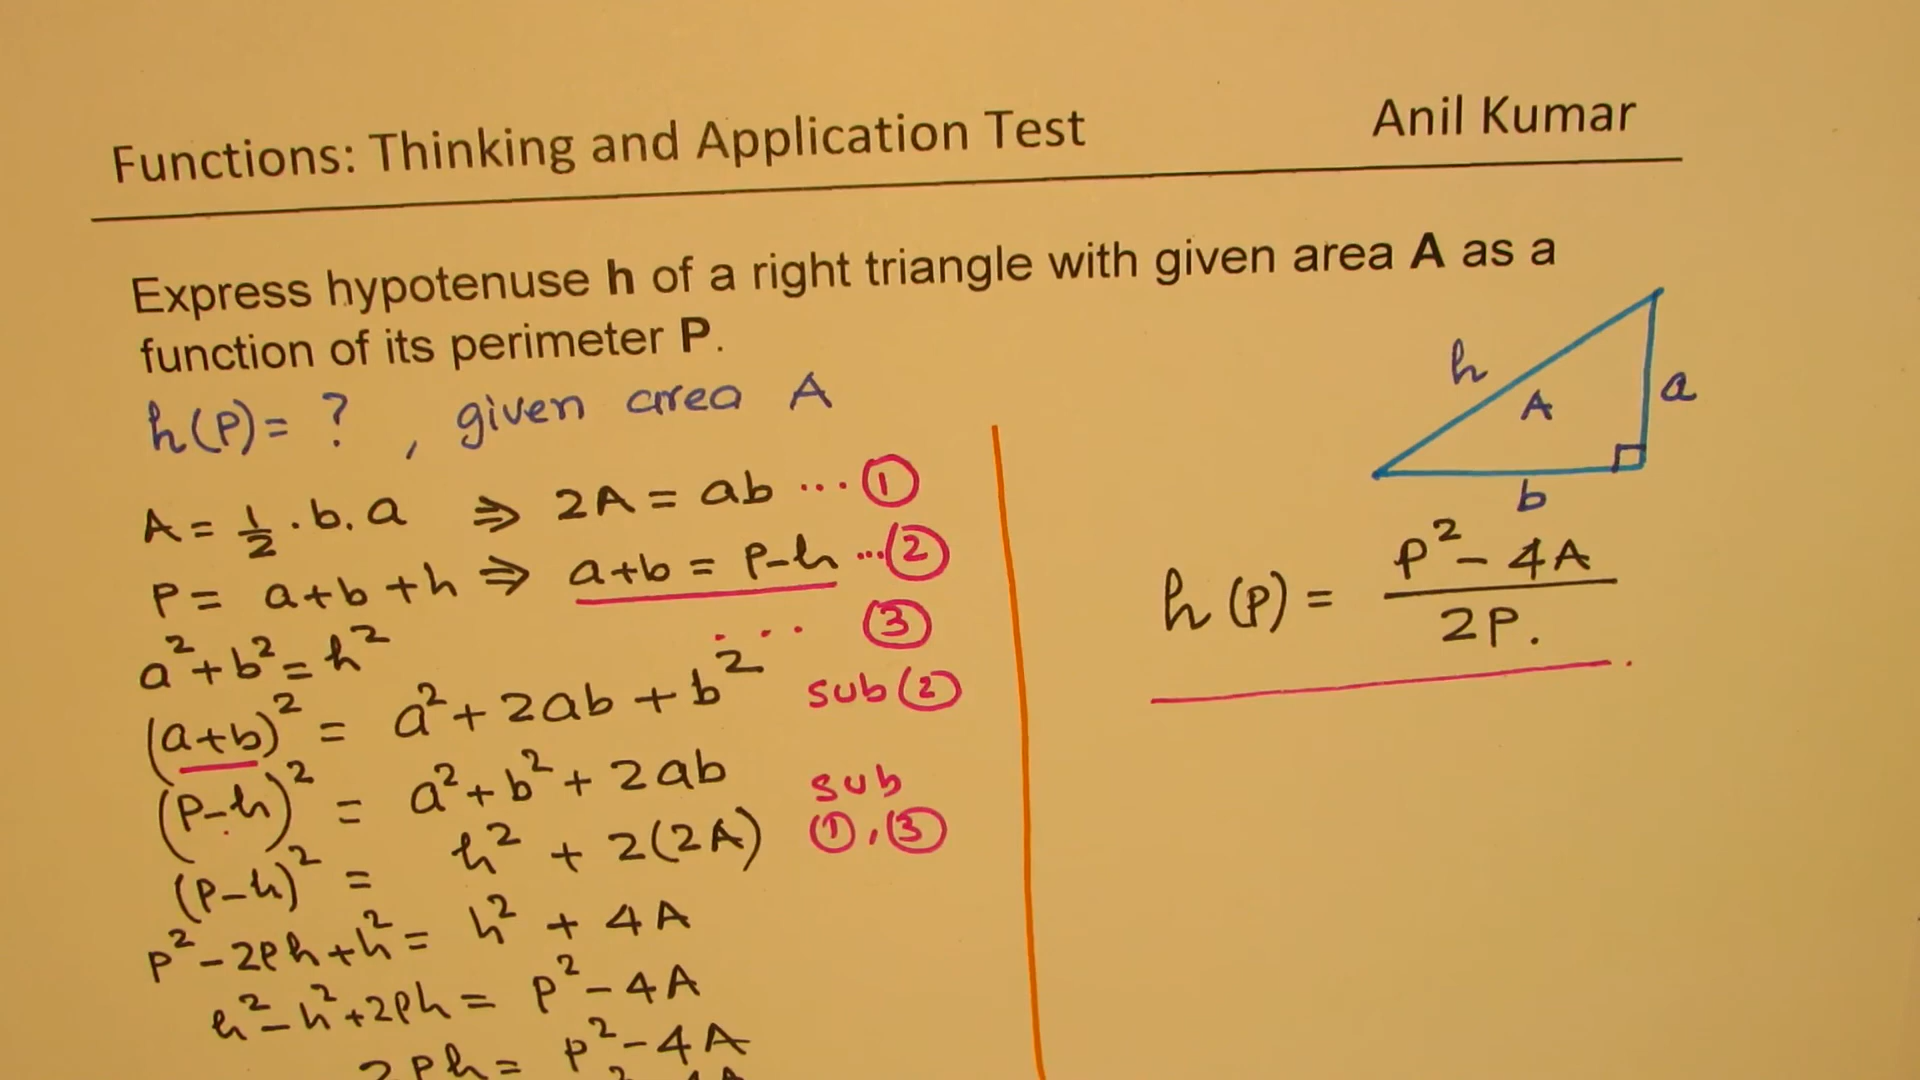 Functions: Thinking and Application Test Anil Kumar
Express hypotenuse h of a right triangle with given area A as a
function of its perimeter P.
h(P) = ? , given area A
A = 1/2 . b. a ⇒ 2A = ab ... ①
P = a+b+h ⇒ a+b = P-h ...②
a² + b² = h² ... ③
(a+b)² = a² + 2ab + b² sub ②
(P-h)² = a² + b² + 2ab sub
(P-h)² = h² + 2(2A) ①, ③
P² - 2Ph + h² = h² + 4A
h² - h² + 2Ph = P² - 4A
2Ph = P² - 4A
h
A
a
b
h(P) = P² - 4A / 2P.